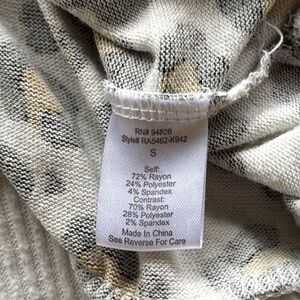 RN# 94826
Style# RA5462-K942
S
Self:
72% Rayon
24% Polyester
4% Spandex
Contrast:
70% Rayon
28% Polyester
2% Spandex
Made In China
See Reverse For Care